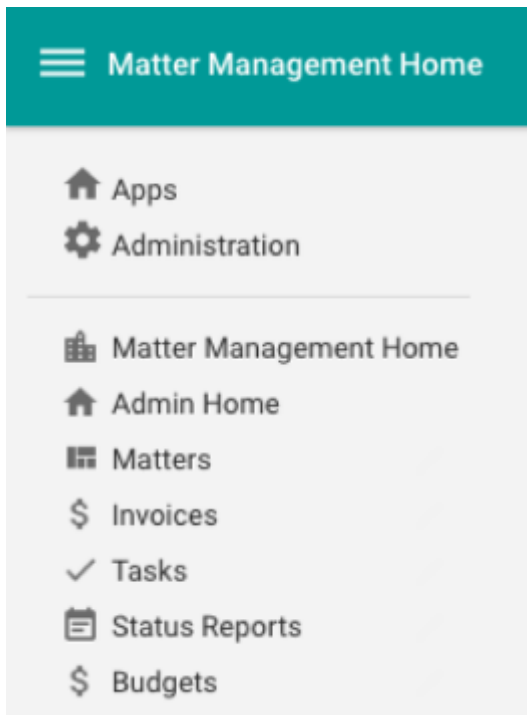 Matter Management Home
Apps
Administration
Matter Management Home
Admin Home
Matters
$ Invoices
Tasks
Status Reports
$ Budgets